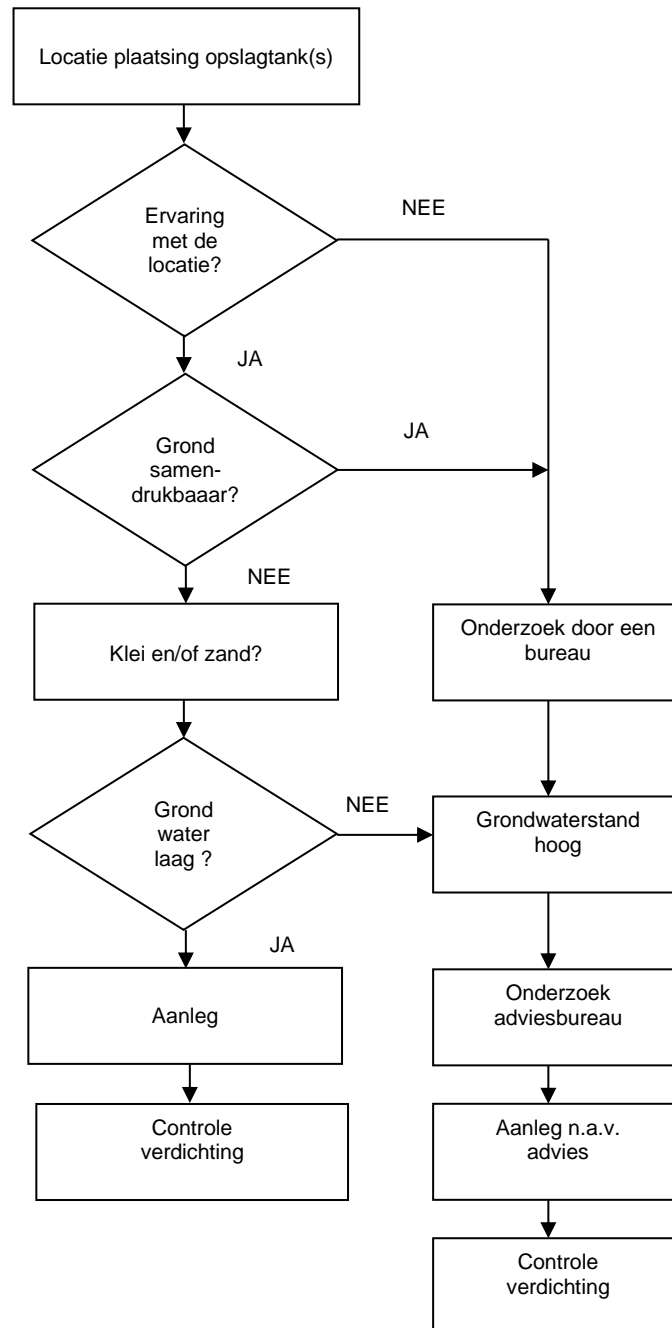 Locatie plaatsing opslagtank(s)
Ervaring
met de
locatie?
NEE
JA
Grond
samen-
drukbaaar?
JA
NEE
Klei en/of zand?
Onderzoek door een
bureau
Grond
water
laag ?
NEE
Grondwaterstand
hoog
JA
Aanleg
Onderzoek
adviesbureau
Controle
verdichting
Aanleg n.a.v.
advies
Controle
verdichting